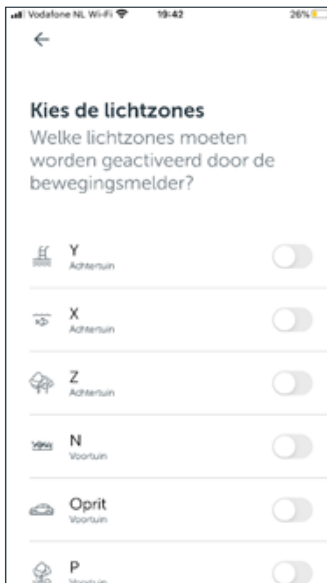 Vodafone NL Wi-Fi 19:42 26%
Kies de lichtzones
Welke lichtzones moeten
worden geactiveerd door de
bewegingsmelder?
Y
Achtertuin
X
Achtertuin
Z
Achtertuin
N
Voortuin
Oprit
Voortuin
P
Voortuin